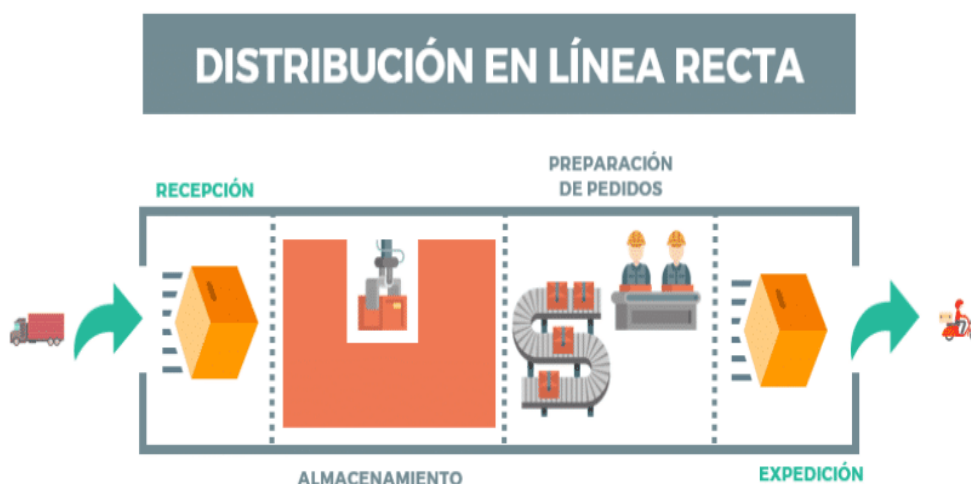 DISTRIBUCIÓN EN LÍNEA RECTA
RECEPCIÓN
PREPARACIÓN
DE PEDIDOS
ALMACENAMIENTO
EXPEDICIÓN